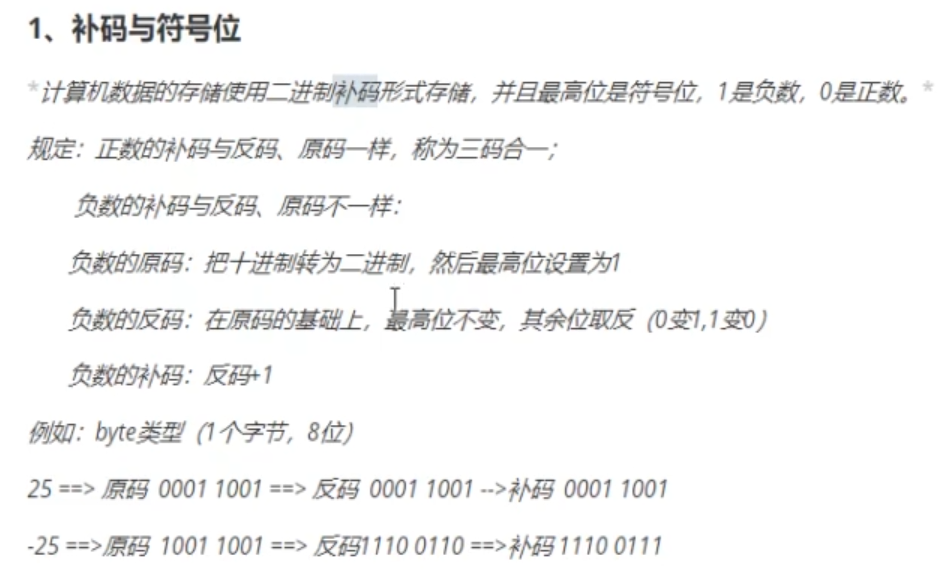 1、补码与符号位
*计算机数据的存储使用二进制补码形式存储，并且最高位是符号位，1是负数，0是正数。*
规定：正数的补码与反码、原码一样，称为三码合一；
负数的补码与反码、原码不一样：
负数的原码：把十进制转为二进制，然后最高位设置为1
负数的反码：在原码的基础上，最高位不变，其余位取反（0变1,1变0）
负数的补码：反码+1
例如：byte类型（1个字节，8位）
25 ==> 原码 0001 1001 ==> 反码 0001 1001 -->补码 0001 1001
-25 ==>原码 1001 1001 ==> 反码1110 0110 ==>补码 1110 0111